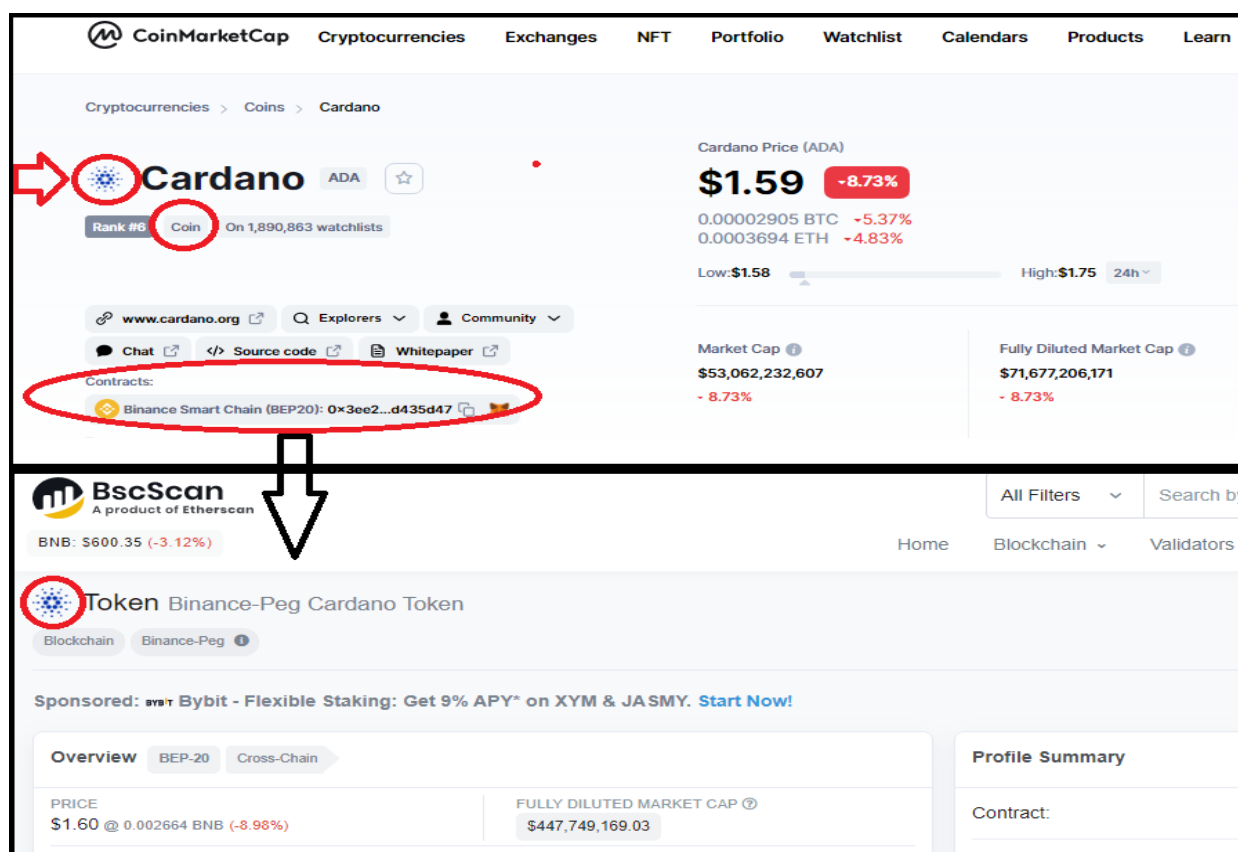 CoinMarketCap Cryptocurrencies Exchanges NFT Portfolio Watchlist Calendars Products Learn
Cryptocurrencies > Coins > Cardano
Cardano ADA
Rank #6 Coin On 1,890,863 watchlists
www.cardano.org Explorers Community
Chat </> Source code Whitepaper
Contracts:
Binance Smart Chain (BEP20): 0×3ee2...d435d47
Cardano Price (ADA)
$1.59 -8.73%
0.00002905 BTC -5.37%
0.0003694 ETH -4.83%
Low:$1.58 High:$1.75 24h
Market Cap Fully Diluted Market Cap
$53,062,232,607 $71,677,206,171
- 8.73% - 8.73%
BscScan
A product of Etherscan
All Filters Search by
BNB: $600.35 (-3.12%)
Home Blockchain Validators
Token Binance-Peg Cardano Token
Blockchain Binance-Peg
Sponsored: BYBIT Bybit - Flexible Staking: Get 9% APY* on XYM & JASMY. Start Now!
Overview BEP-20 Cross-Chain Profile Summary
PRICE FULLY DILUTED MARKET CAP
$1.60 @ 0.002664 BNB (-8.98%) $447,749,169.03
Contract: